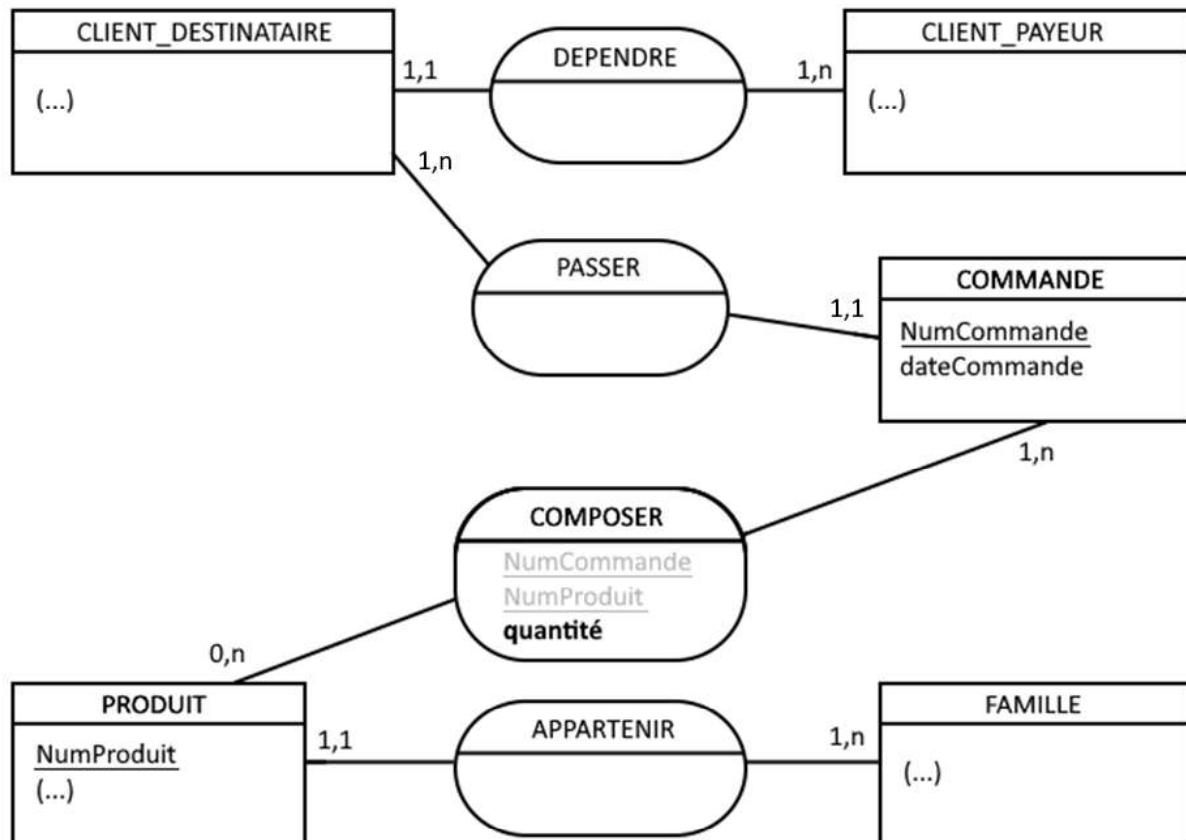 CLIENT_DESTINATAIRE
(...)
1,1
DEPENDRE
1,n
CLIENT_PAYEUR
(...)
1,n
PASSER
1,1
COMMANDE
NumCommande
dateCommande
1,n
COMPOSER
NumCommande
NumProduit
quantité
0,n
PRODUIT
NumProduit
(...)
1,1
APPARTENIR
1,n
FAMILLE
(...)